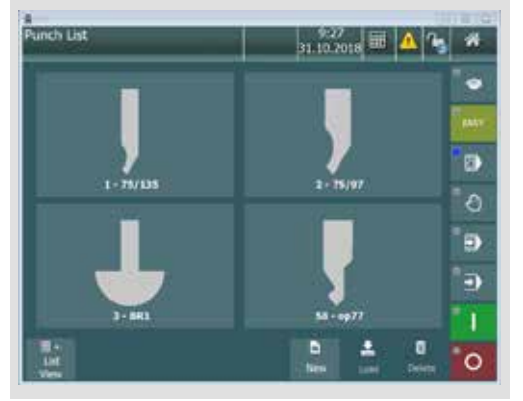 Punch List
9:27
31.10.2018
EASY
1 - 75/135
2 - 75/97
3 - BR1
58 - op77
List
View
New
Load
Delete